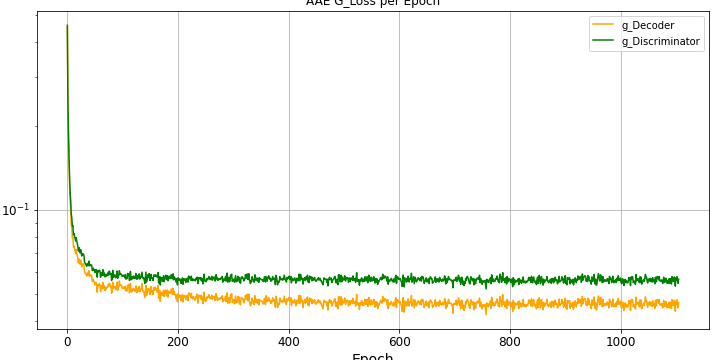 AAE G_Loss per Epoch
g_Decoder
g_Discriminator
10⁻¹
0 200 400 600 800 1000
Epoch